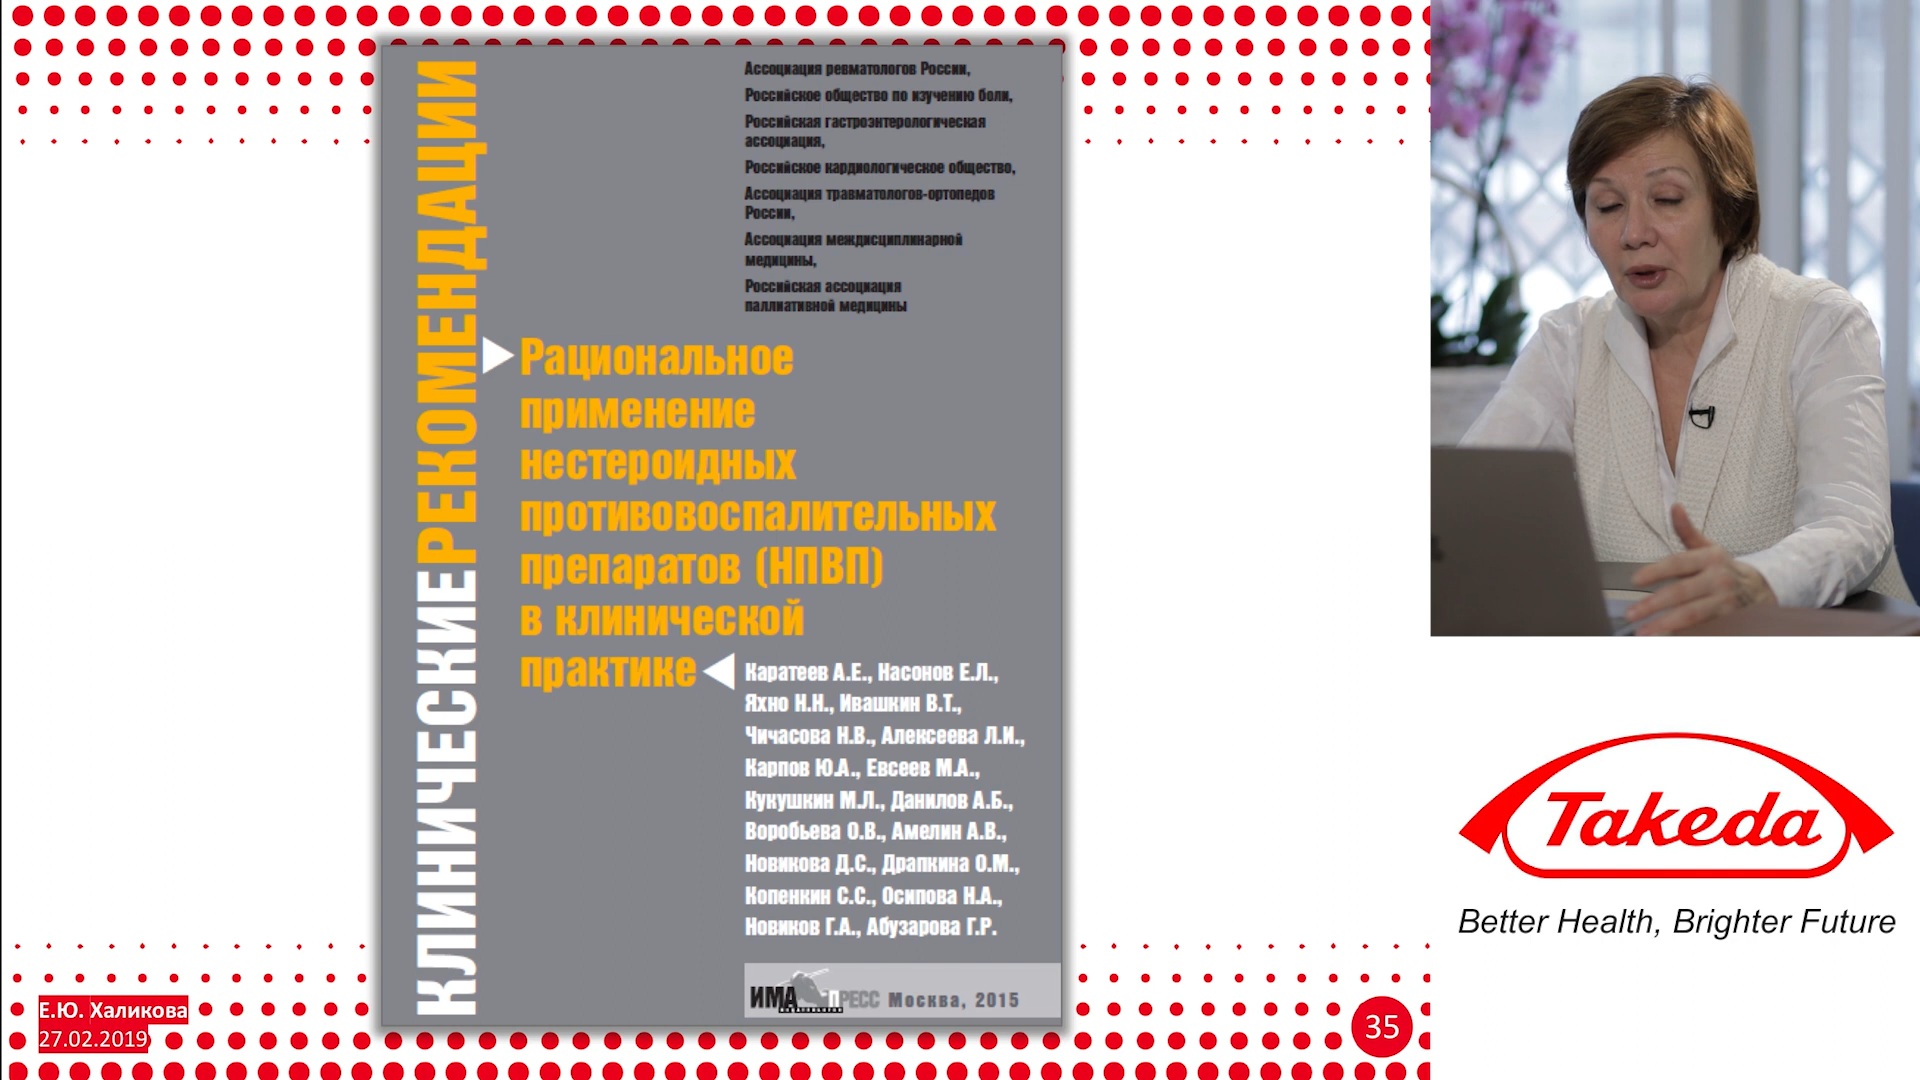 КЛИНИЧЕСКИЕРЕКОМЕНДАЦИИ
Ассоциация ревматологов России,
Российское общество по изучению боли,
Российская гастроэнтерологическая
ассоциация,
Российское кардиологическое общество,
Ассоциация травматологов-ортопедов
России,
Ассоциация междисциплинарной
медицины,
Российская ассоциация
паллиативной медицины
Рациональное
применение
нестероидных
противовоспалительных
препаратов (НПВП)
в клинической
практике
Каратеев А.Е., Насонов Е.Л.,
Яхно Н.Н., Ивашкин В.Т.,
Чичасова Н.В., Алексеева Л.И.,
Карпов Ю.А., Евсеев М.А.,
Кукушкин М.Л., Данилов А.Б.,
Воробьева О.В., Амелин А.В.,
Новикова Д.С., Драпкина О.М.,
Копенкин С.С., Осипова Н.А.,
Новиков Г.А., Абузарова Г.Р.
ИМА ПРЕСС Москва, 2015
Е.Ю. Халикова
27.02.2019
35
Takeda
Better Health, Brighter Future